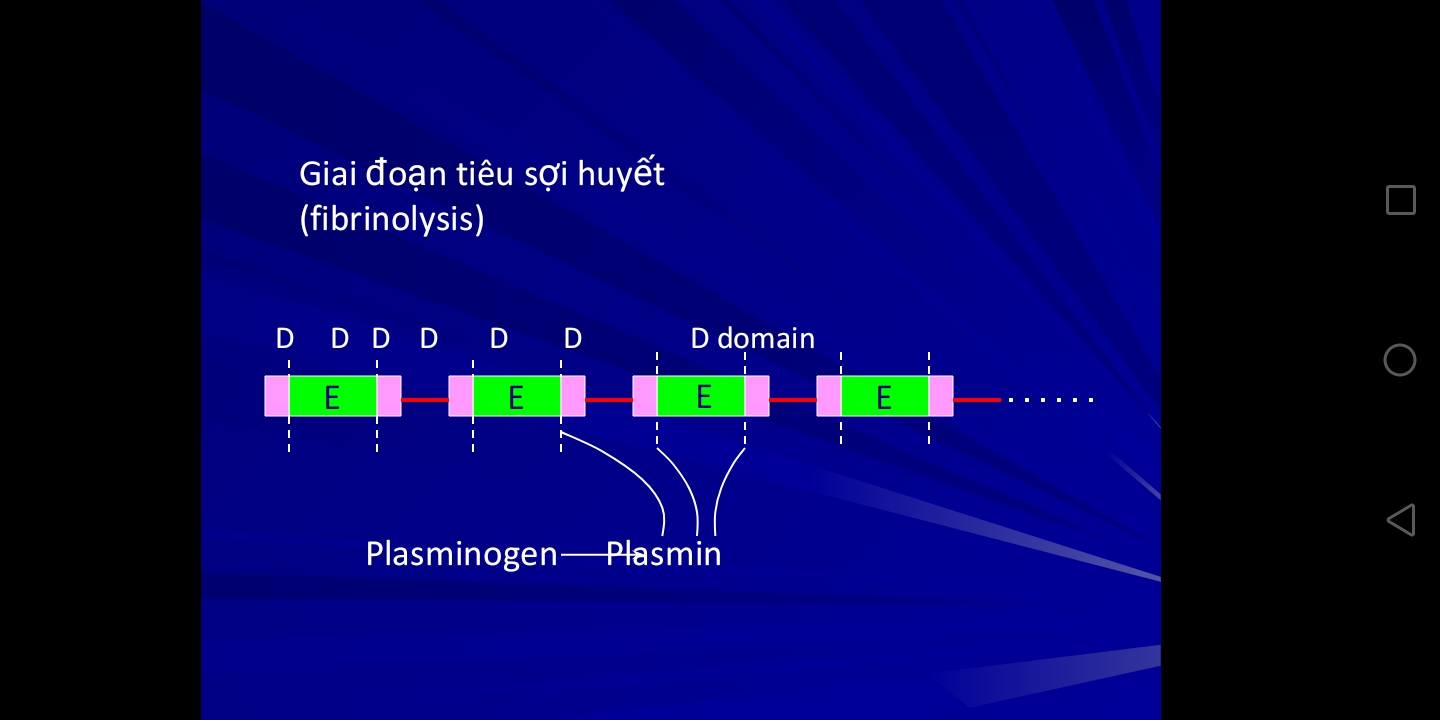 Giai đoạn tiêu sợi huyết
(fibrinolysis)
D D D D D D D domain
E E E E
Plasminogen Plasmin